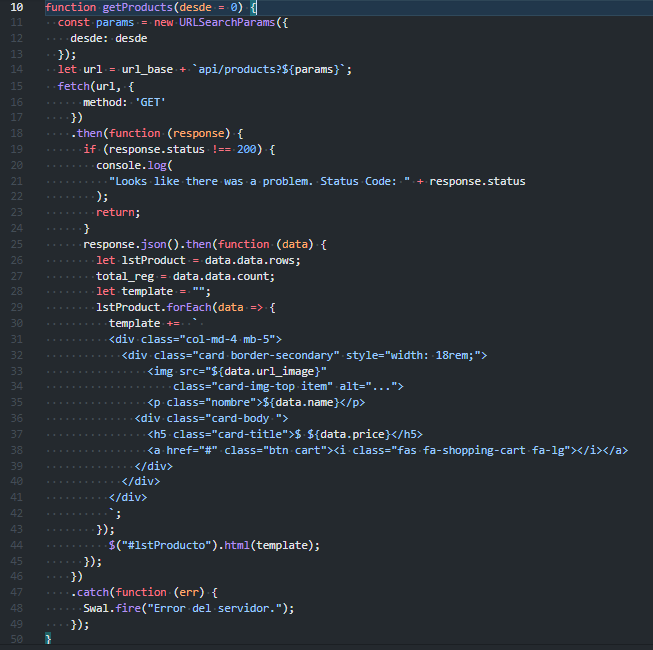 10 function getProducts(desde = 0) {
11   const params = new URLSearchParams({
12     desde: desde
13   });
14   let url = url_base + `api/products?${params}`;
15   fetch(url, {
16       method: 'GET'
17     })
18     .then(function (response) {
19       if (response.status !== 200) {
20         console.log(
21           "Looks like there was a problem. Status Code: " + response.status
22         );
23         return;
24       }
25       response.json().then(function (data) {
26         let lstProduct = data.data.rows;
27         total_reg = data.data.count;
28         let template = "";
29         lstProduct.forEach(data => {
30           template += `
31           <div class="col-md-4 mb-5">
32             <div class="card border-secondary" style="width: 18rem;">
33                 <img src="${data.url_image}"
34                     class="card-img-top item" alt="...">
35                 <p class="nombre">${data.name}</p>
36               <div class="card-body ">
37                 <h5 class="card-title">$ ${data.price}</h5>
38                 <a href="#" class="btn cart"><i class="fas fa-shopping-cart fa-lg"></i></a>
39               </div>
40             </div>
41           </div>
42           `;
43         });
44           $("#lstProducto").html(template);
45       });
46     })
47     .catch(function (err) {
48       Swal.fire("Error del servidor.");
49     });
50 }